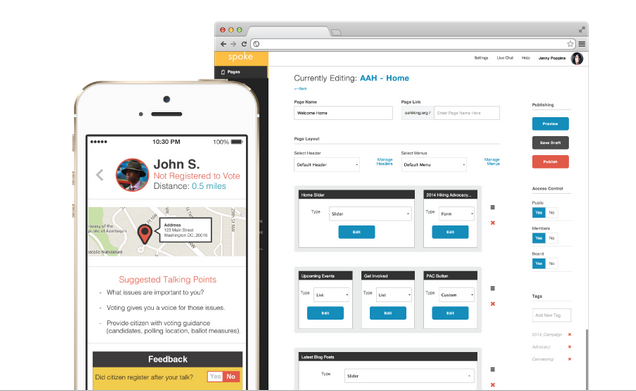 spoke
Settings Live Chat Help Jenny Poppins
Pages
Currently Editing: AAH - Home
Back
Page Name
Page Link
Welcome Home
Enter Page Name Here
Page Layout
Select Header
Select Menus
Default Header
Manage Headers
Default Menu
Manage Menus
Home Slider
2014 Hiking Advocacy...
Type Slider
Type Form
Edit
Edit
Upcoming Events
Get Involved
PAC Button
Type List
Type List
Type Custom
Edit
Edit
Edit
Latest Blog Posts
Type Slider
Publishing
Preview
Save Draft
Publish
Access Control
Public
Yes No
Members
Yes No
Board
Yes No
Tags
Add New Tag
2014_Campaign
Advocacy
10:30 PM 100%
John S.
Not Registered to Vote
Distance: 0.5 miles
Address
123 Main Street
Washington DC, 20016
Suggested Talking Points
- What issues are important to you?
- Voting gives you a voice for those issues.
- Provide citizen with voting guidance
(candidates, polling location, ballot measures)
Feedback
Did citizen register after your talk? Yes No